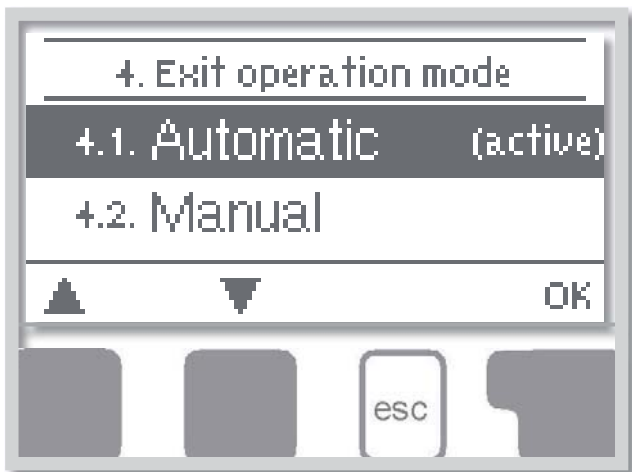 4. Exit operation mode
4.1. Automatic (active)
4.2. Manual
▲ ▼ OK
esc